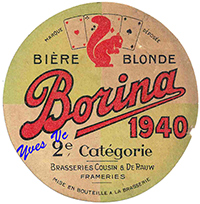 MARQUE DÉPOSÉE
BIÈRE BLONDE
Borina
1940
Yves Vc
2e Catégorie
BRASSERIES COUSIN & DE RAUW
FRAMERIES
MISE EN BOUTEILLE A LA BRASSERIE